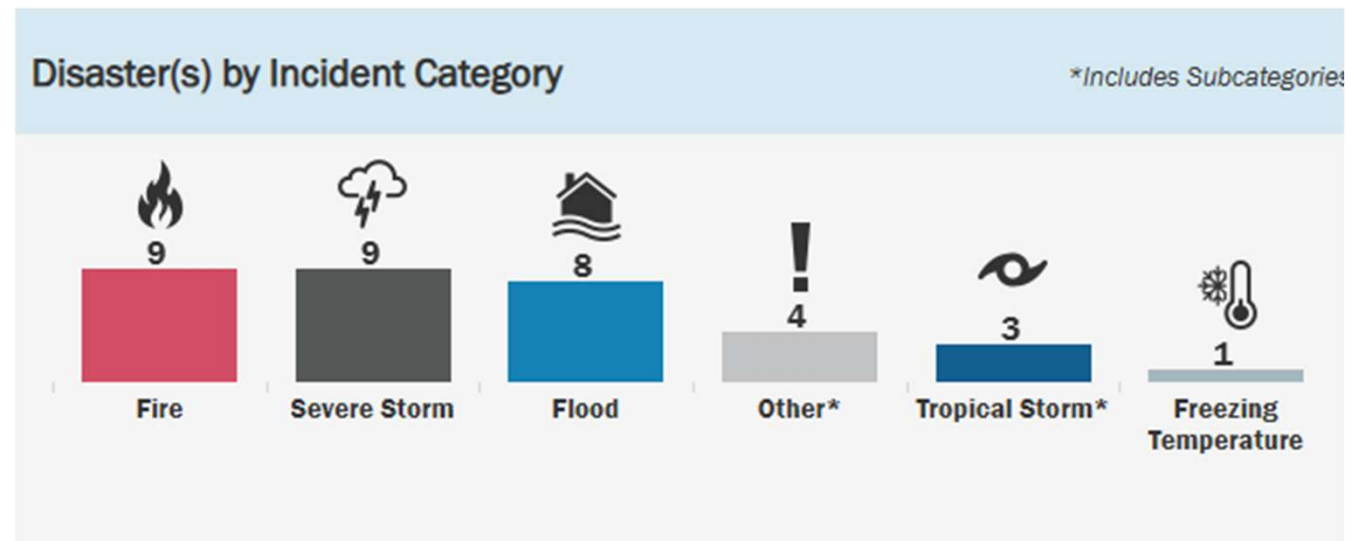 Disaster(s) by Incident Category
*Includes Subcategories
9
9
8
4
3
1
Fire
Severe Storm
Flood
Other*
Tropical Storm*
Freezing
Temperature